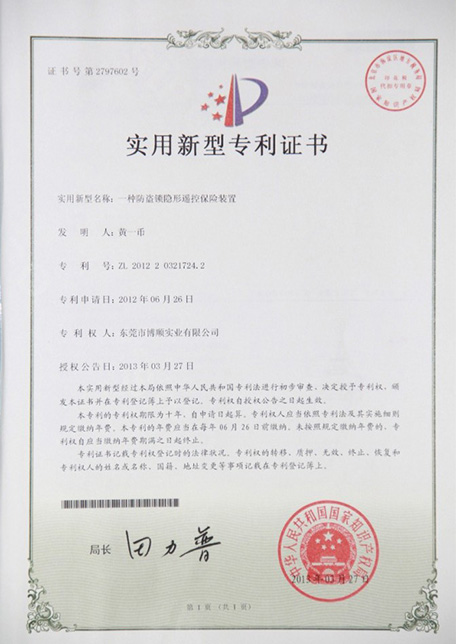 证书号第2797602号
实用新型专利证书
实用新型名称：一种防盗锁隐形遥控保险装置
发 明 人：黄一帀
专 利 号：ZL 2012 2 0321724.2
专利申请日：2012年06月26日
专 利 权 人：东莞市博顺实业有限公司
授权公告日：2013年03月27日
本实用新型经过本局依照中华人民共和国专利法进行初步审查，决定授予专利权，颁
发本证书并在专利登记簿上予以登记。专利权自授权公告之日起生效。
本专利的专利权期限为十年，自申请日起算。专利权人应当依照专利法及其实施细则
规定缴纳年费。本专利的年费应当在每年06月26日前缴纳。未按照规定缴纳年费的，专
利权自应当缴纳年费期满之日起终止。
专利证书记载专利权登记时的法律状况。专利权的转移、质押、无效、终止、恢复和
专利权人的姓名或名称、国籍、地址变更等事项记载在专利登记簿上。
局长 田力普
中华人民共和国国家知识产权局
2013年03月27日
第1页（共1页）